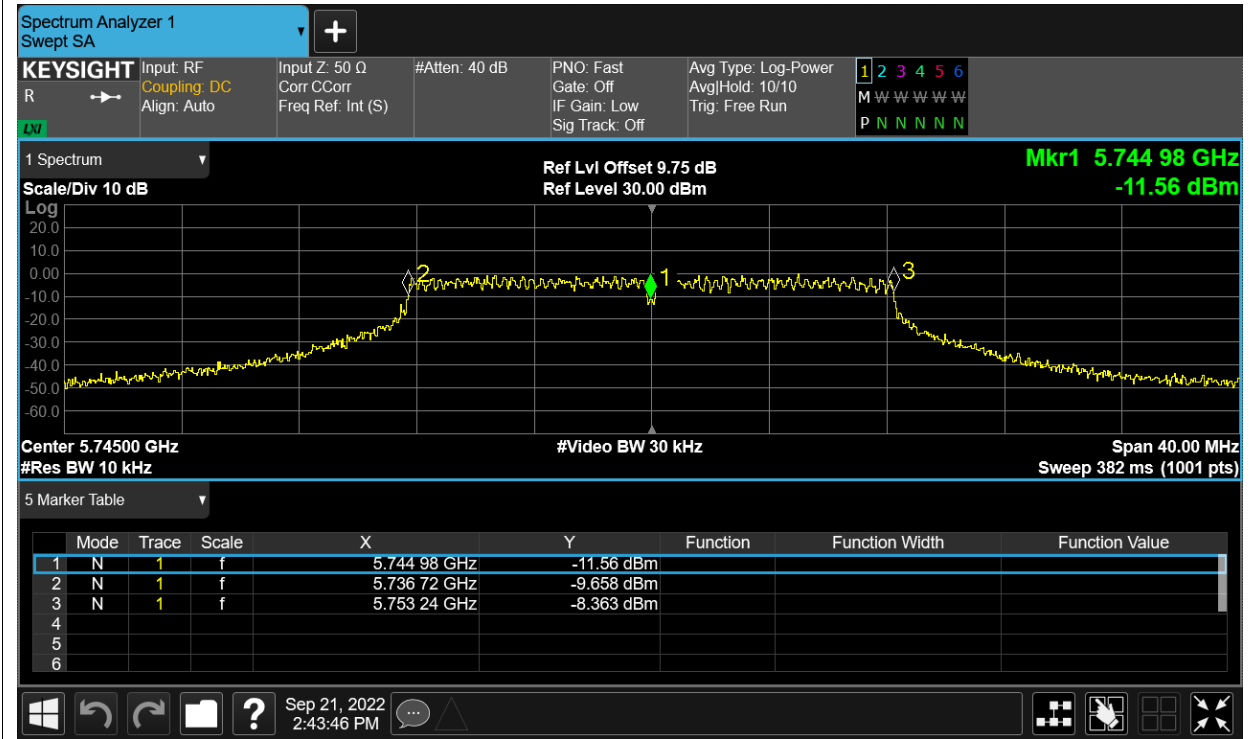 Spectrum Analyzer 1
Swept SA
KEYSIGHT
R
LXI
Input: RF
Coupling: DC
Align: Auto
Input Z: 50 Ω
Corr CCorr
Freq Ref: Int (S)
#Atten: 40 dB
PNO: Fast
Gate: Off
IF Gain: Low
Sig Track: Off
Avg Type: Log-Power
Avg|Hold: 10/10
Trig: Free Run
1 2 3 4 5 6
M W W W W W
P N N N N N N
1 Spectrum
Scale/Div 10 dB
Ref Lvl Offset 9.75 dB
Ref Level 30.00 dBm
Mkr1 5.744 98 GHz
-11.56 dBm
Log
20.0
10.0
0.00
-10.0
-20.0
-30.0
-40.0
-50.0
-60.0
2
1
3
Center 5.74500 GHz
#Res BW 10 kHz
#Video BW 30 kHz
Span 40.00 MHz
Sweep 382 ms (1001 pts)
5 Marker Table
Mode Trace Scale X Y Function Function Width Function Value
1 N 1 f 5.744 98 GHz -11.56 dBm
2 N 1 f 5.736 72 GHz -9.658 dBm
3 N 1 f 5.753 24 GHz -8.363 dBm
4
5
6
?
Sep 21, 2022
2:43:46 PM